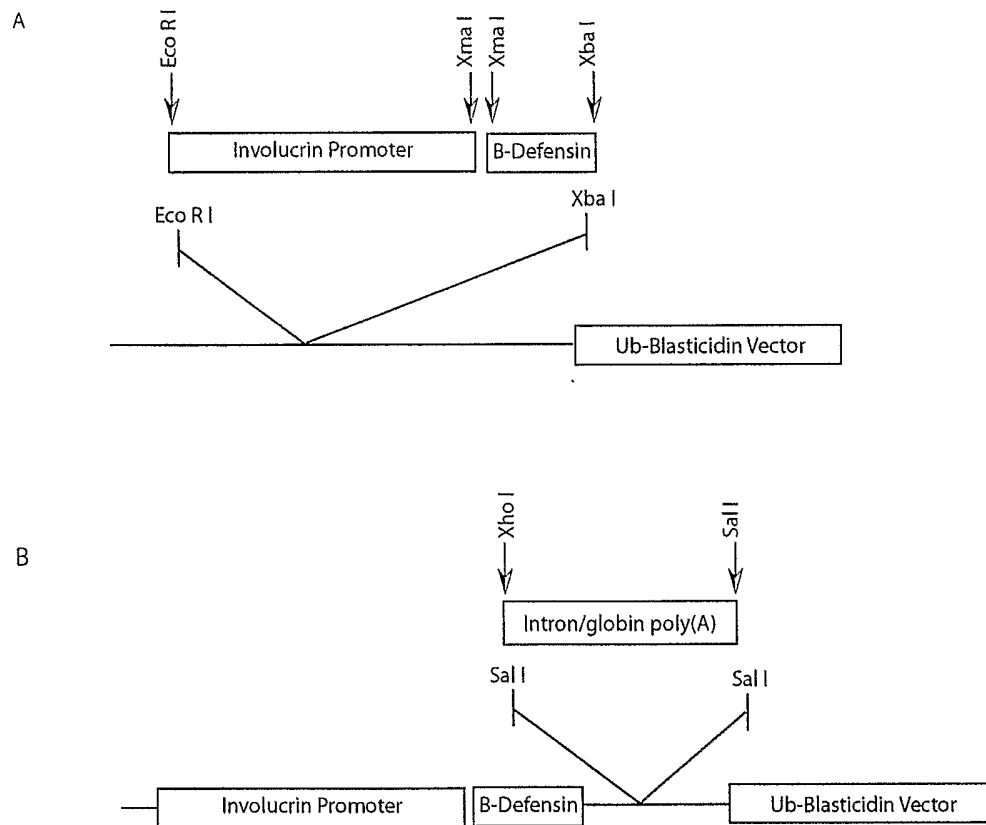 A
Eco R I
Xma I
Xma I
Xba I
Involucrin Promoter
B-Defensin
Eco R I
Xba I
Ub-Blasticidin Vector
B
Xho I
Sal I
Intron/globin poly(A)
Sal I
Sal I
Involucrin Promoter
B-Defensin
Ub-Blasticidin Vector